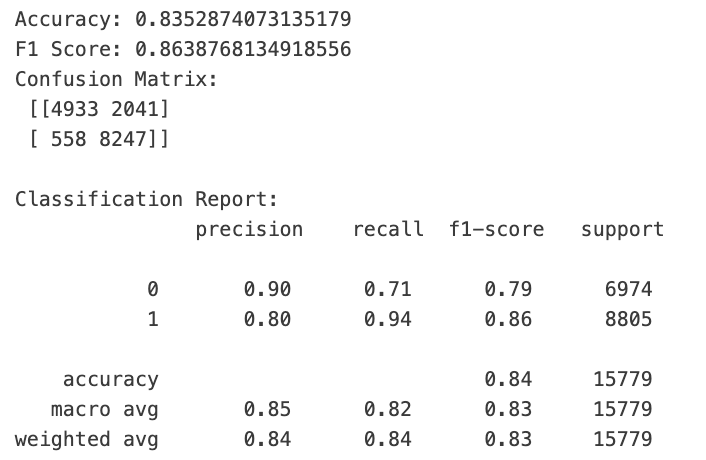 Accuracy: 0.8352874073135179
F1 Score: 0.8638768134918556
Confusion Matrix:
[[4933 2041]
[ 558 8247]]
Classification Report:
precision recall f1-score support
0 0.90 0.71 0.79 6974
1 0.80 0.94 0.86 8805
accuracy 0.84 15779
macro avg 0.85 0.82 0.83 15779
weighted avg 0.84 0.84 0.83 15779